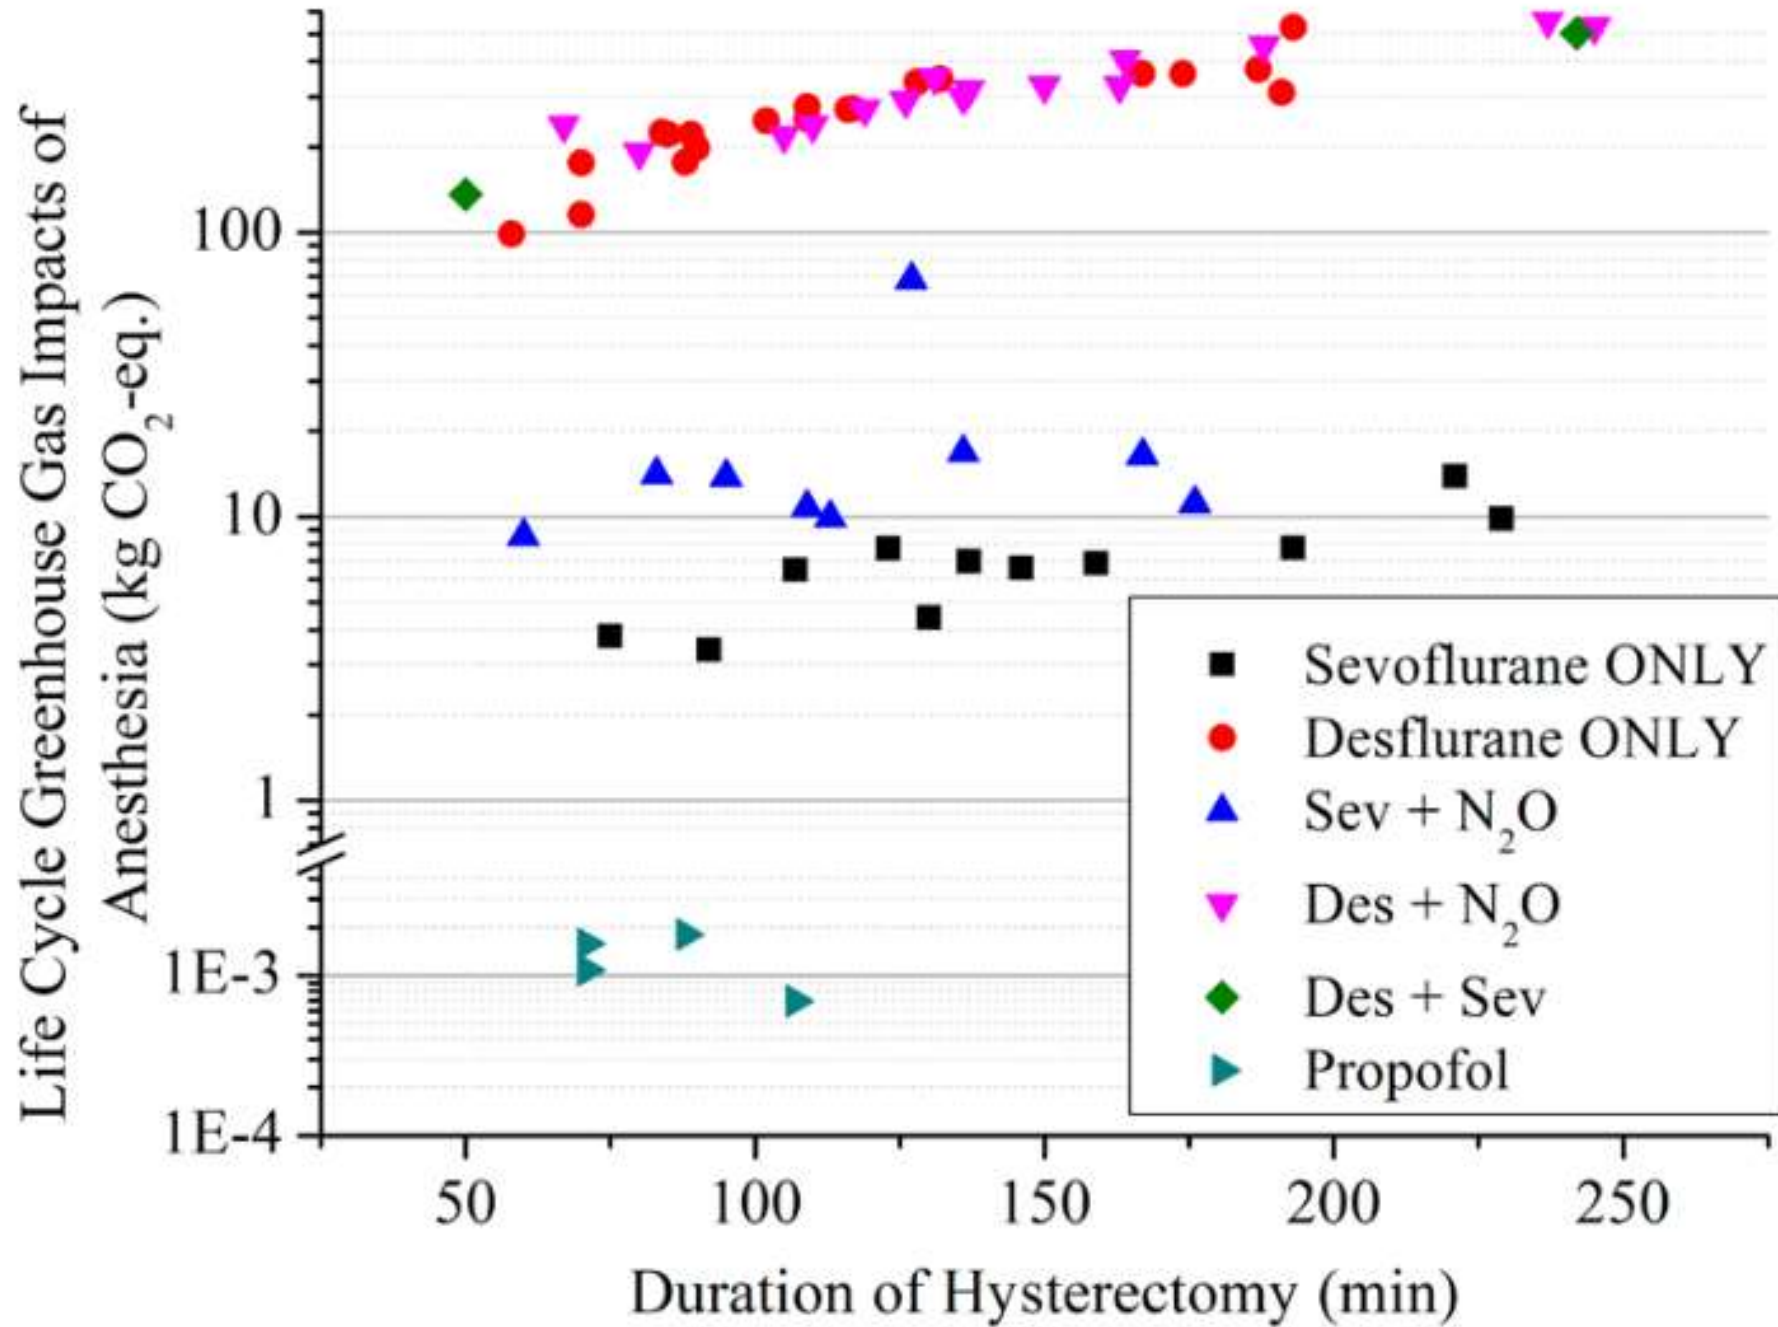 Life Cycle Greenhouse Gas Impacts of
Anesthesia (kg CO₂-eq.)
100
10
1
1E-3
1E-4
Sevoflurane ONLY
Desflurane ONLY
Sev + N₂O
Des + N₂O
Des + Sev
Propofol
50 100 150 200 250
Duration of Hysterectomy (min)